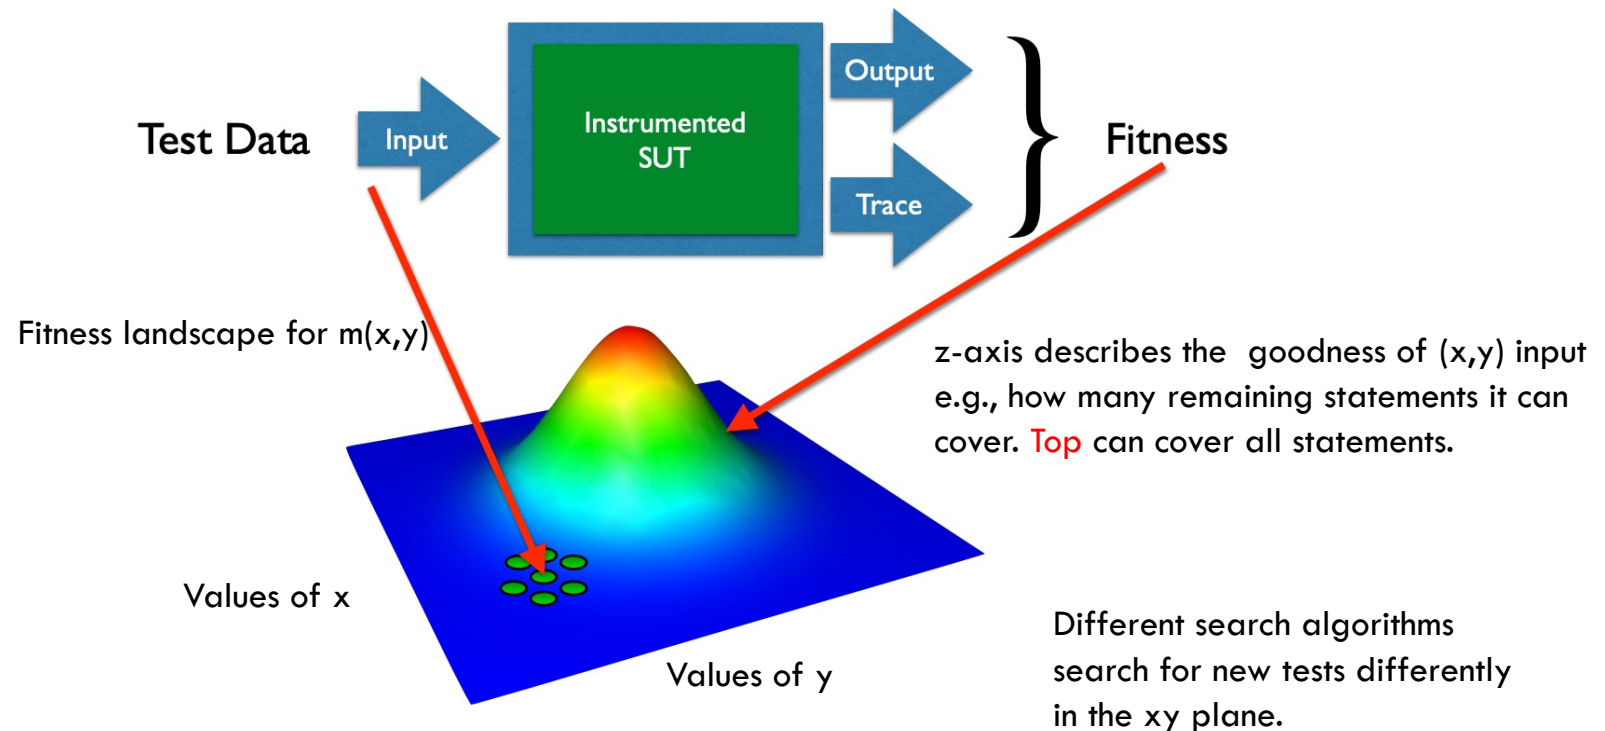 Test Data
Input
Instrumented
SUT
Output
Trace
Fitness
Fitness landscape for m(x,y)
z-axis describes the goodness of (x,y) input
e.g., how many remaining statements it can
cover. Top can cover all statements.
Values of x
Values of y
Different search algorithms
search for new tests differently
in the xy plane.